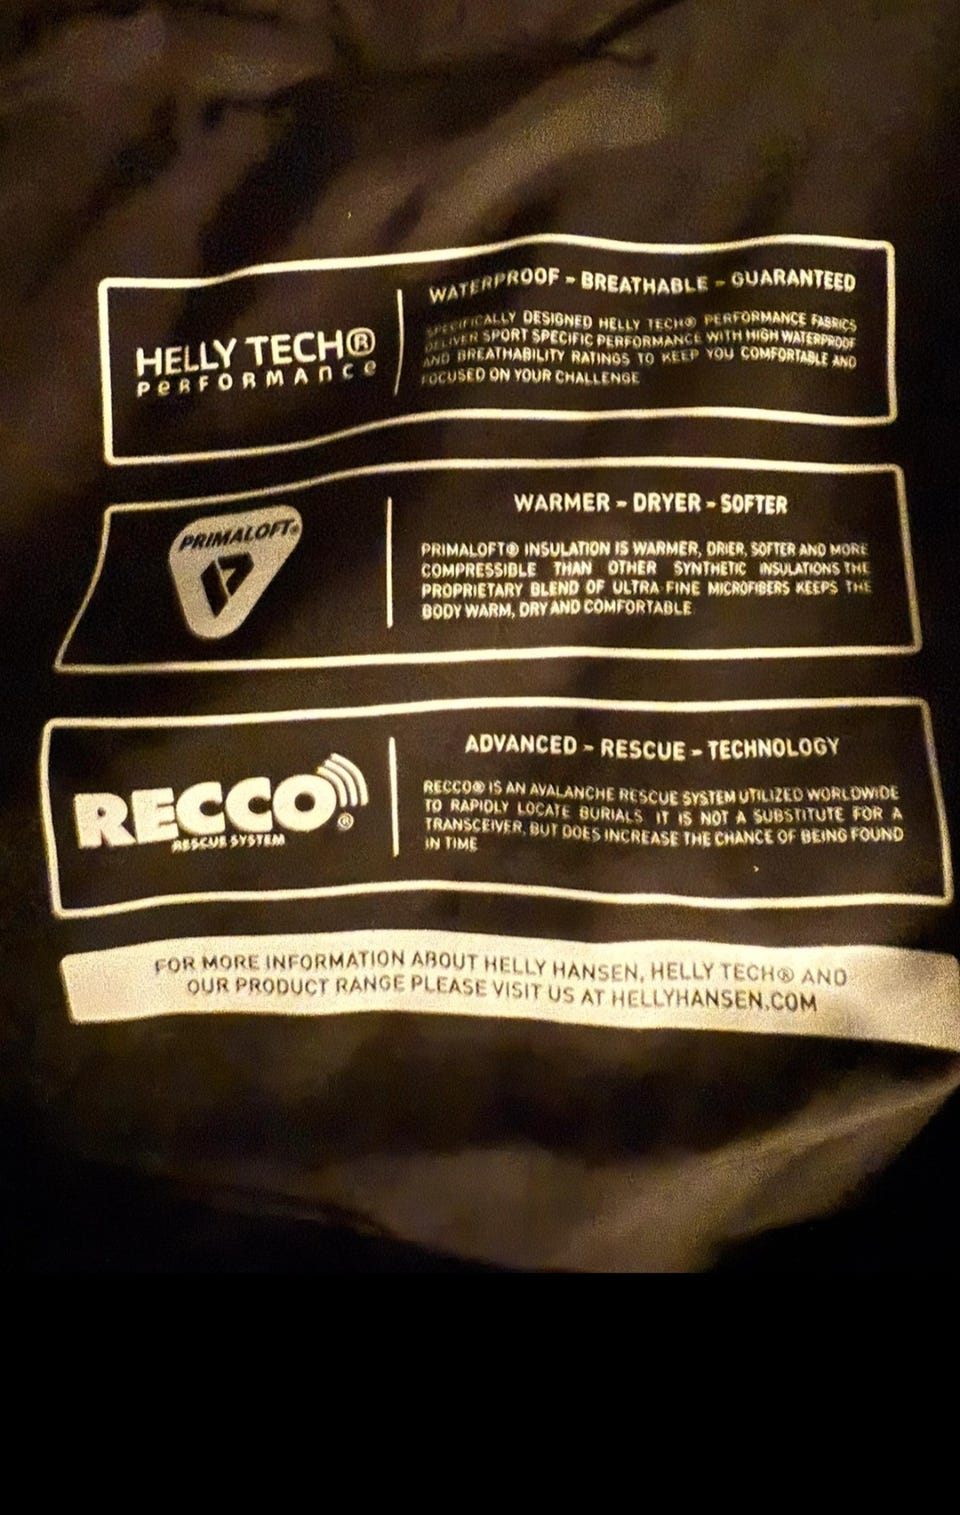 HELLY TECH®
PERFORMANCE
WATERPROOF - BREATHABLE - GUARANTEED
SPECIFICALLY DESIGNED HELLY TECH® PERFORMANCE FABRICS
DELIVER SPORT SPECIFIC PERFORMANCE WITH HIGH WATERPROOF
AND BREATHABILITY RATINGS TO KEEP YOU COMFORTABLE AND
FOCUSED ON YOUR CHALLENGE
PRIMALOFT®
WARMER - DRYER - SOFTER
PRIMALOFT® INSULATION IS WARMER, DRIER, SOFTER AND MORE
COMPRESSIBLE THAN OTHER SYNTHETIC INSULATIONS THE
PROPRIETARY BLEND OF ULTRA FINE MICROFIBERS KEEPS THE
BODY WARM, DRY AND COMFORTABLE
RECCO®
RESCUE SYSTEM
ADVANCED - RESCUE - TECHNOLOGY
RECCO® IS AN AVALANCHE RESCUE SYSTEM UTILIZED WORLDWIDE
TO RAPIDLY LOCATE BURIALS IT IS NOT A SUBSTITUTE FOR A
TRANSCEIVER, BUT DOES INCREASE THE CHANCE OF BEING FOUND
IN TIME
FOR MORE INFORMATION ABOUT HELLY HANSEN, HELLY TECH® AND
OUR PRODUCT RANGE PLEASE VISIT US AT HELLYHANSEN.COM